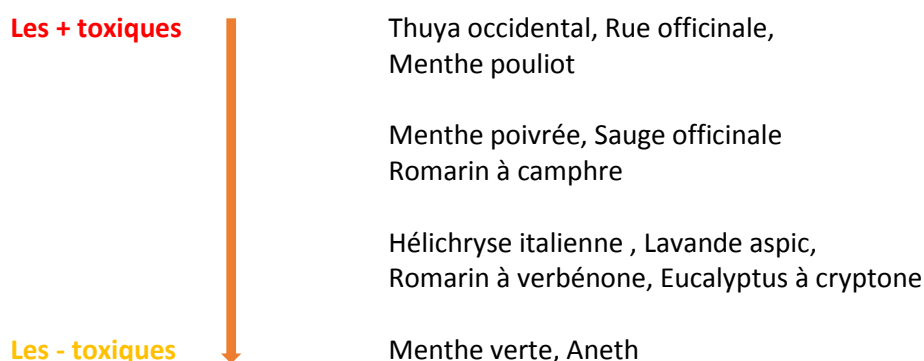 Les + toxiques
Thuya occidental, Rue officinale,
Menthe pouliot
Menthe poivrée, Sauge officinale
Romarin à camphre
Hélichryse italienne , Lavande aspic,
Romarin à verbénone, Eucalyptus à cryptone
Les - toxiques
Menthe verte, Aneth